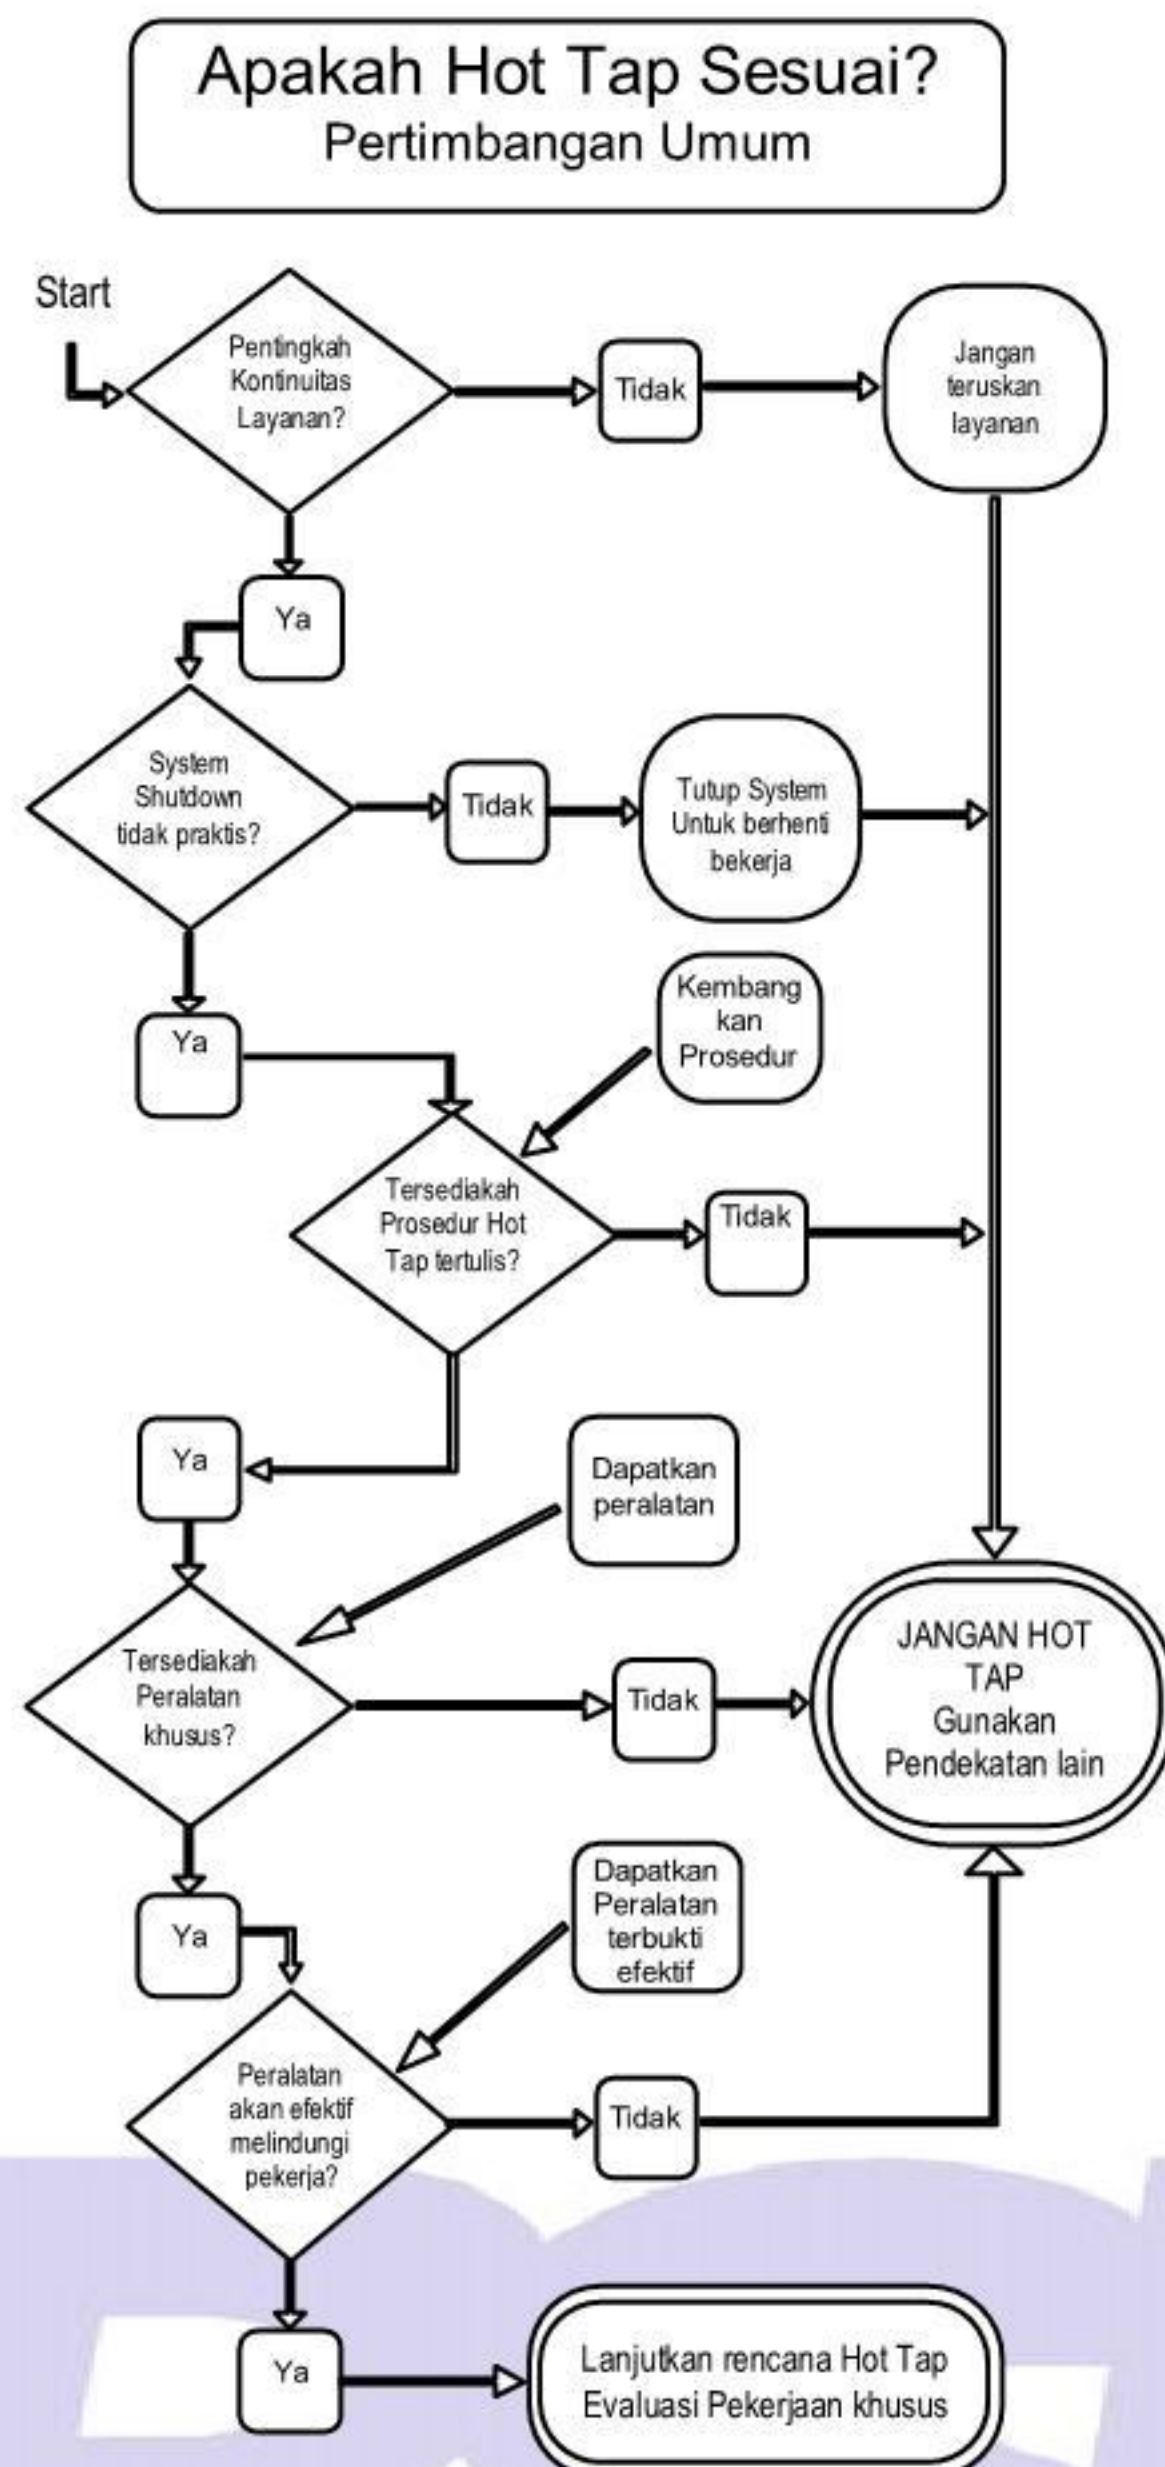 Apakah Hot Tap Sesuai?
Pertimbangan Umum
Start
Pentingkah
Kontinuitas
Layanan?
Tidak
Jangan
teruskan
layanan
Ya
System
Shutdown
tidak praktis?
Tidak
Tutup System
Untuk berhenti
bekerja
Ya
Kembang
kan
Prosedur
Tersediakah
Prosedur Hot
Tap tertulis?
Tidak
Ya
Dapatkan
peralatan
Tersediakah
Peralatan
khusus?
Tidak
JANGAN HOT
TAP
Gunakan
Pendekatan lain
Ya
Dapatkan
Peralatan
terbukti
efektif
Peralatan
akan efektif
melindungi
pekerja?
Tidak
Ya
Lanjutkan rencana Hot Tap
Evaluasi Pekerjaan khusus